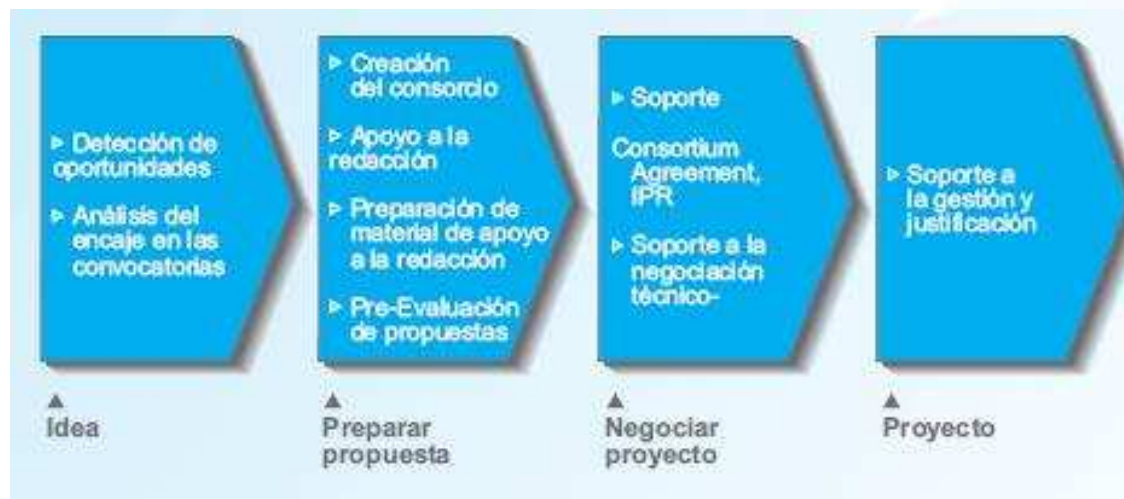 ▹ Detección de
oportunidades
▹ Análisis del
encaje en las
convocatorias
▹ Creación
del consorcio
▹ Apoyo a la
redacción
▹ Preparación de
material de apoyo
a la redacción
▹ Pre-Evaluación
de propuestas
▹ Soporte
Consortium
Agreement,
IPR
▹ Soporte a la
negociación
técnico-
▹ Soporte a
la gestión y
justificación
Idea
Preparar
propuesta
Negociar
proyecto
Proyecto